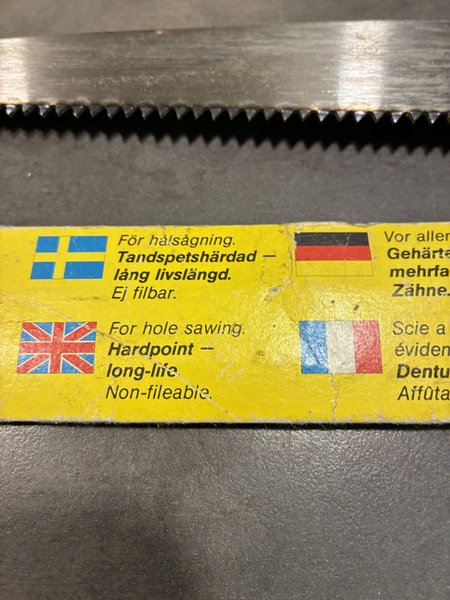 För hålsågning.
Tandspetshärdad –
lång livslängd.
Ej filbar.
For hole sawing.
Hardpoint –
long-life.
Non-fileable.
Vor aller
Gehärte
mehrfa
Zähne.
Scie a
éviden
Dentu
Affûta